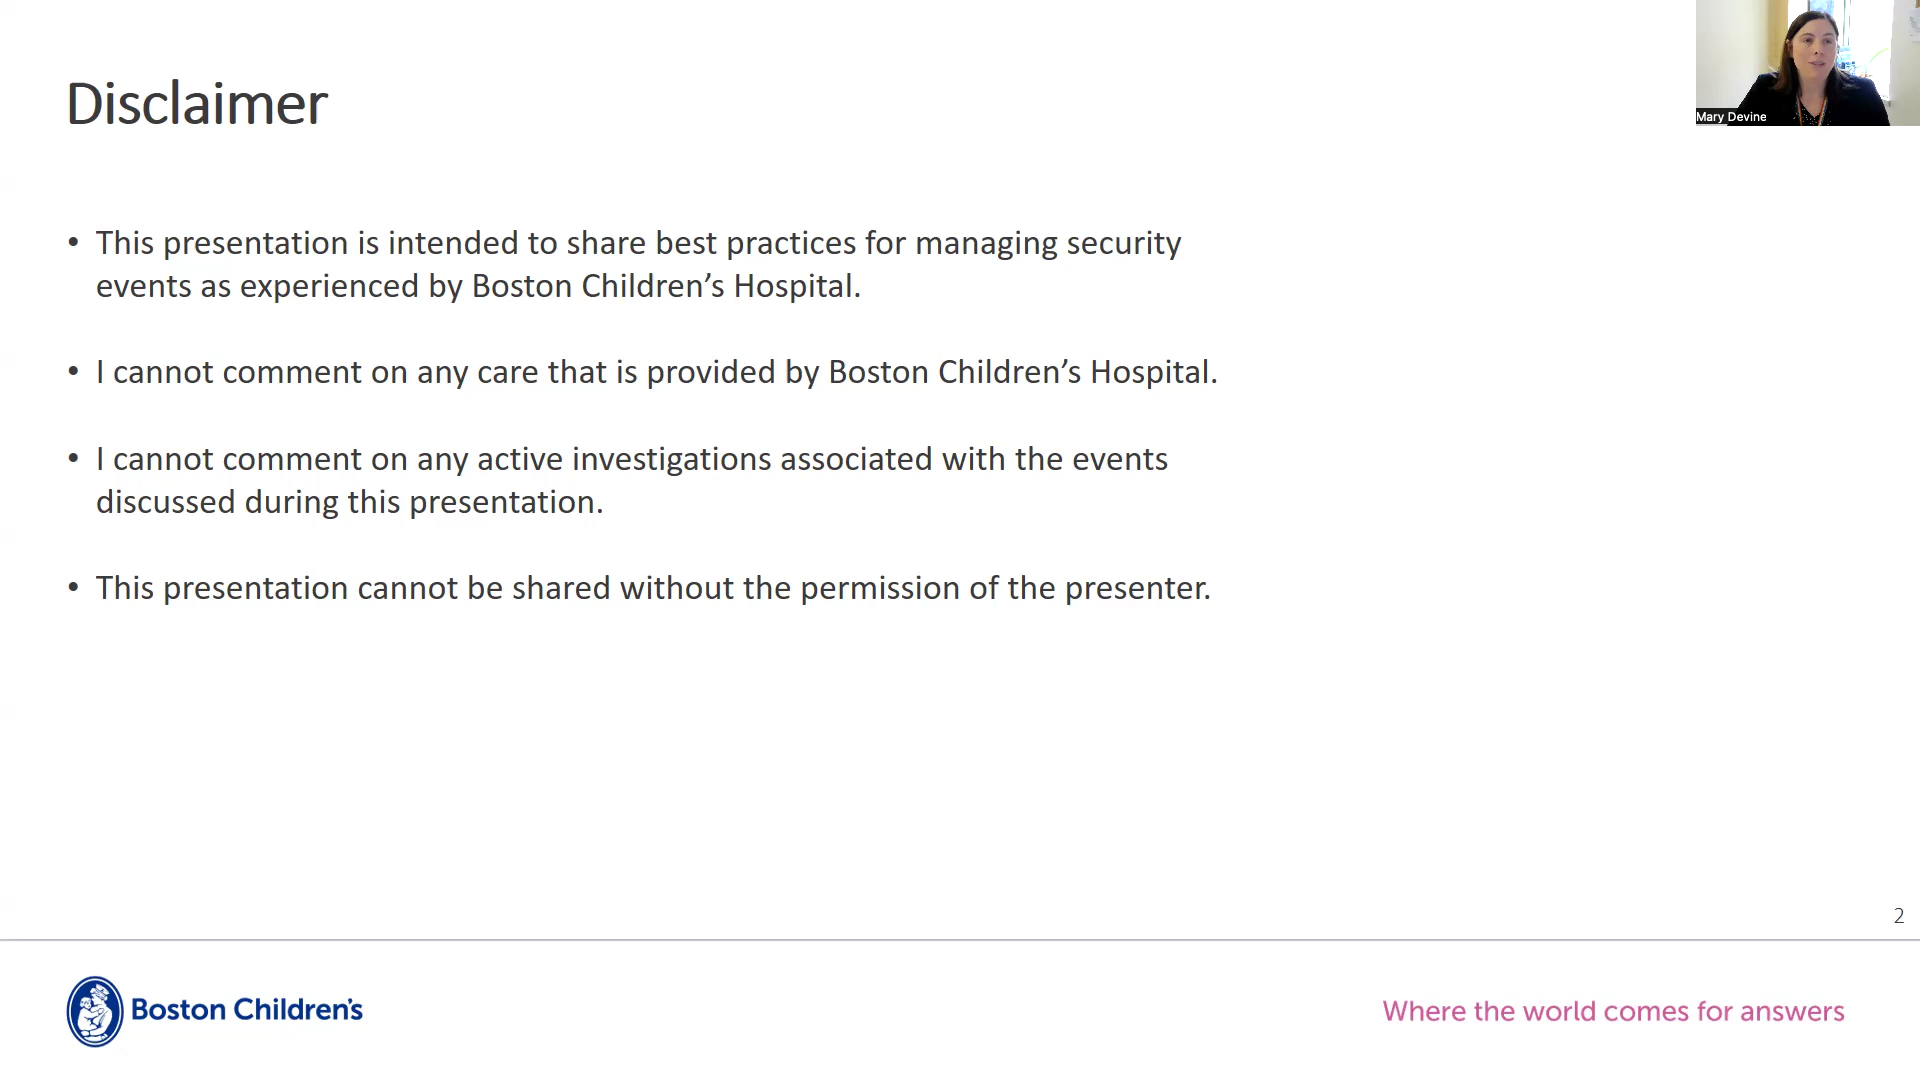 Mary Devine
Disclaimer
• This presentation is intended to share best practices for managing security
events as experienced by Boston Children’s Hospital.
• I cannot comment on any care that is provided by Boston Children’s Hospital.
• I cannot comment on any active investigations associated with the events
discussed during this presentation.
• This presentation cannot be shared without the permission of the presenter.
2
Boston Children’s
Where the world comes for answers